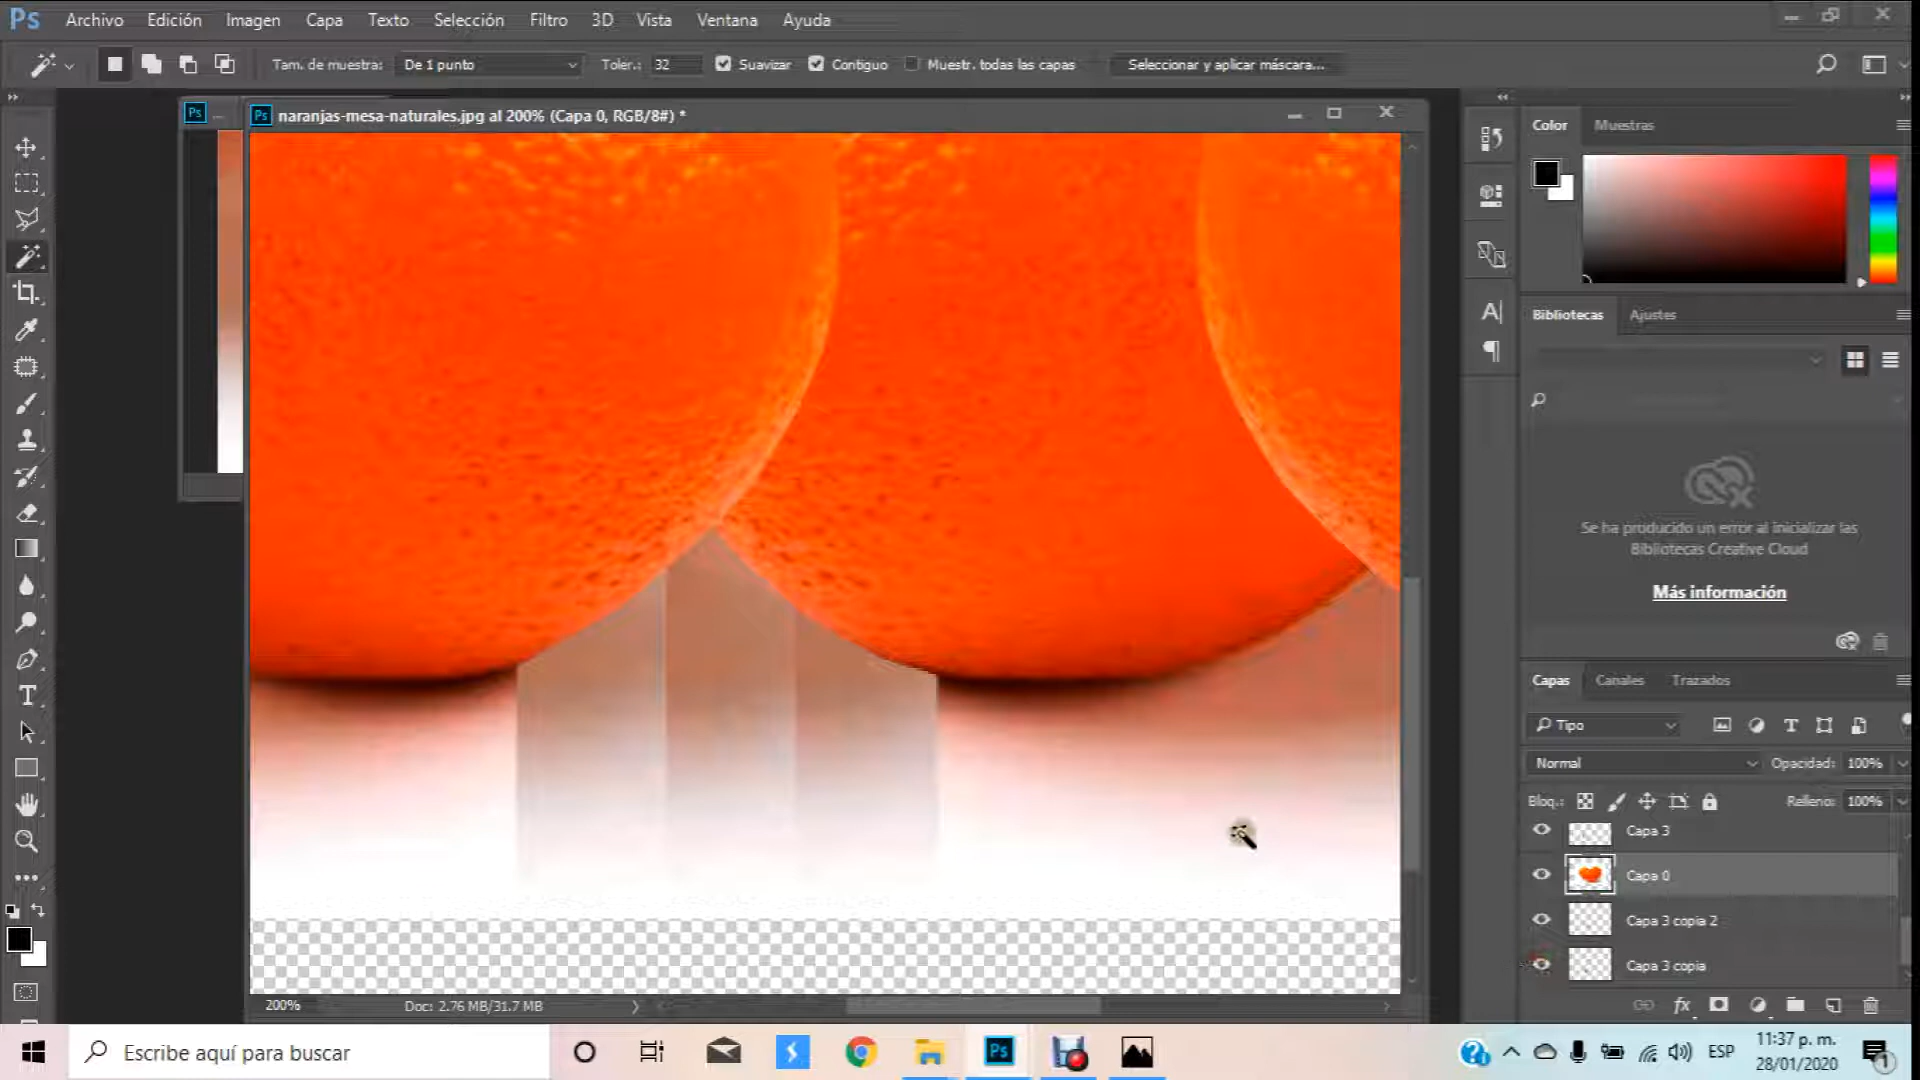 Ps Archivo Edición Imagen Capa Texto Selección Filtro 3D Vista Ventana Ayuda
Tam. de muestra: De 1 punto Toler.: 32 Suavizar Contiguo Muestr. todas las capas Seleccionar y aplicar máscara...
Ps ... Ps naranjas-mesa-naturales.jpg al 200% (Capa 0, RGB/8#) *
Color Muestras
Bibliotecas Ajustes
Se ha producido un error al inicializar las
Bibliotecas Creative Cloud
Más información
Capas Canales Trazados
Tipo
Normal Opacidad: 100%
Bloq.: Relleno: 100%
Capa 3
Capa 0
Capa 3 copia 2
Capa 3 copia
200% Doc: 2.76 MB/31.7 MB
Escribe aquí para buscar
Ps
ESP
11:37 p. m.
28/01/2020
1